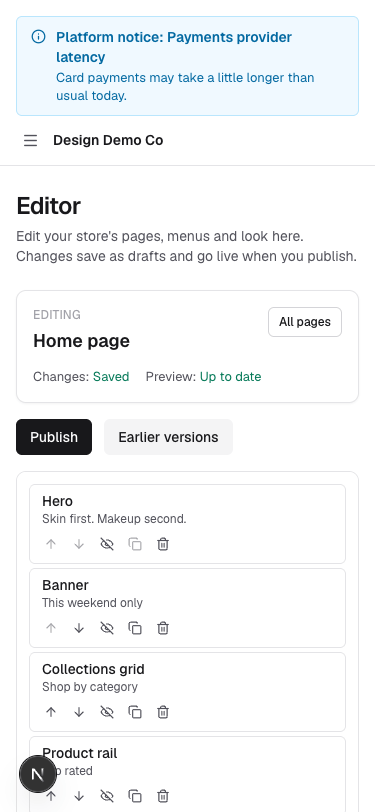 Platform notice: Payments provider
latency
Card payments may take a little longer than
usual today.
Design Demo Co
Editor
Edit your store's pages, menus and look here.
Changes save as drafts and go live when you publish.
EDITING
All pages
Home page
Changes: Saved Preview: Up to date
Publish
Earlier versions
Hero
Skin first. Makeup second.
Banner
This weekend only
Collections grid
Shop by category
Product rail
rated
N